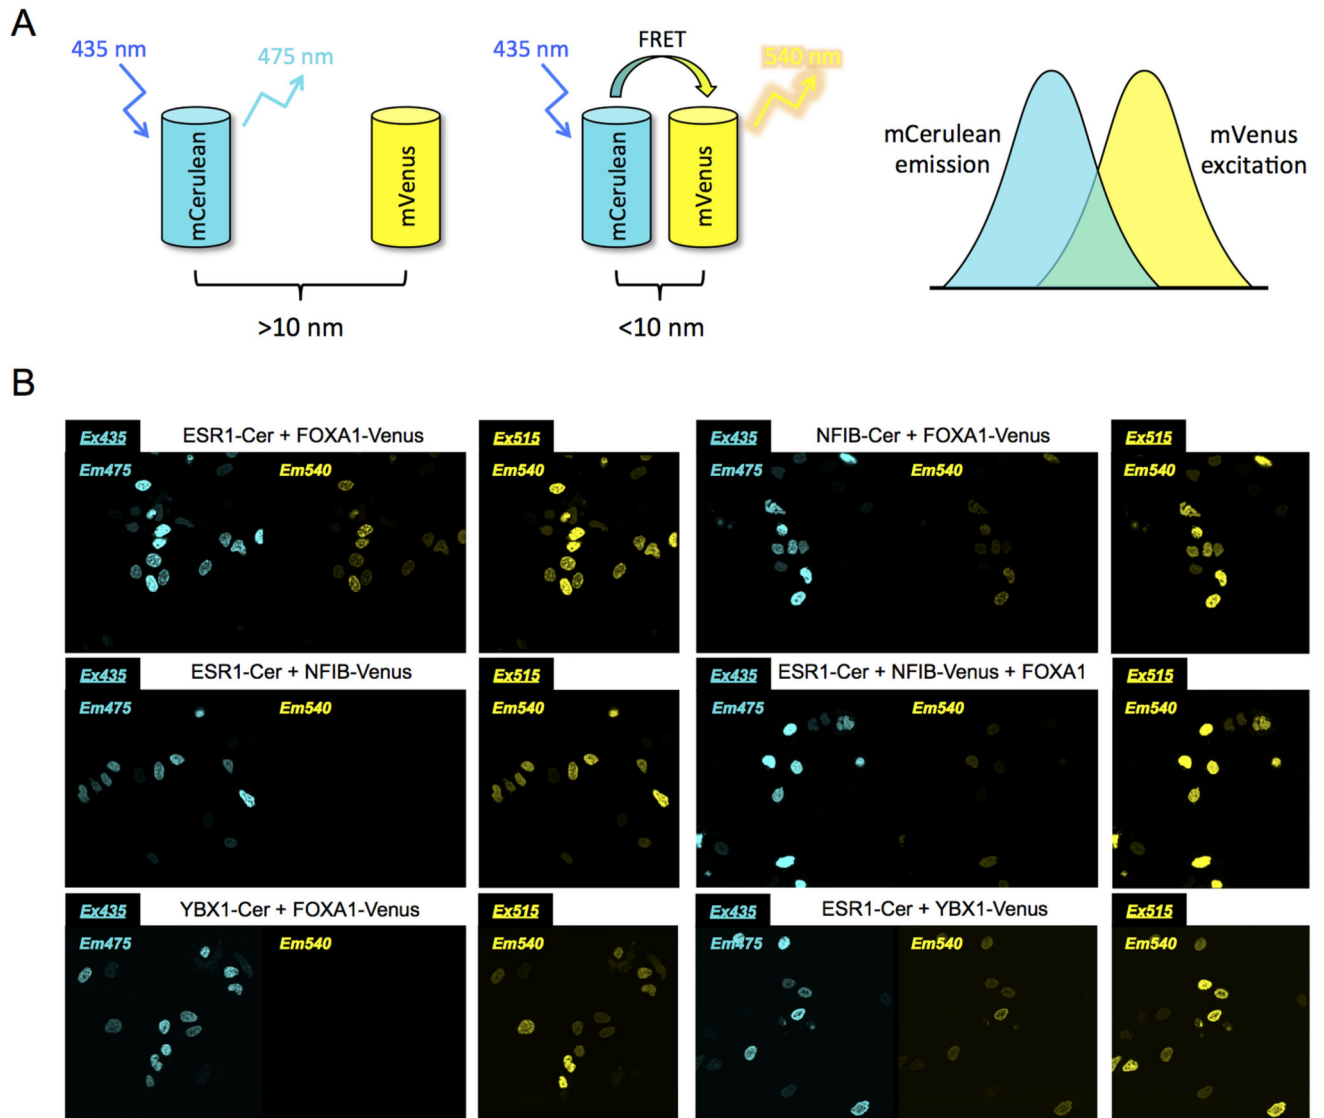 A
435 nm
475 nm
mCerulean
mVenus
>10 nm
435 nm
FRET
540 nm
mCerulean
mVenus
<10 nm
mCerulean
emission
mVenus
excitation
B
Ex435 ESR1-Cer + FOXA1-Venus Ex515
Em475 Em540 Em540
Ex435 NFIB-Cer + FOXA1-Venus Ex515
Em475 Em540 Em540
Ex435 ESR1-Cer + NFIB-Venus Ex515
Em475 Em540 Em540
Ex435 ESR1-Cer + NFIB-Venus + FOXA1 Ex515
Em475 Em540 Em540
Ex435 YBX1-Cer + FOXA1-Venus Ex515
Em475 Em540 Em540
Ex435 ESR1-Cer + YBX1-Venus Ex515
Em475 Em540 Em540